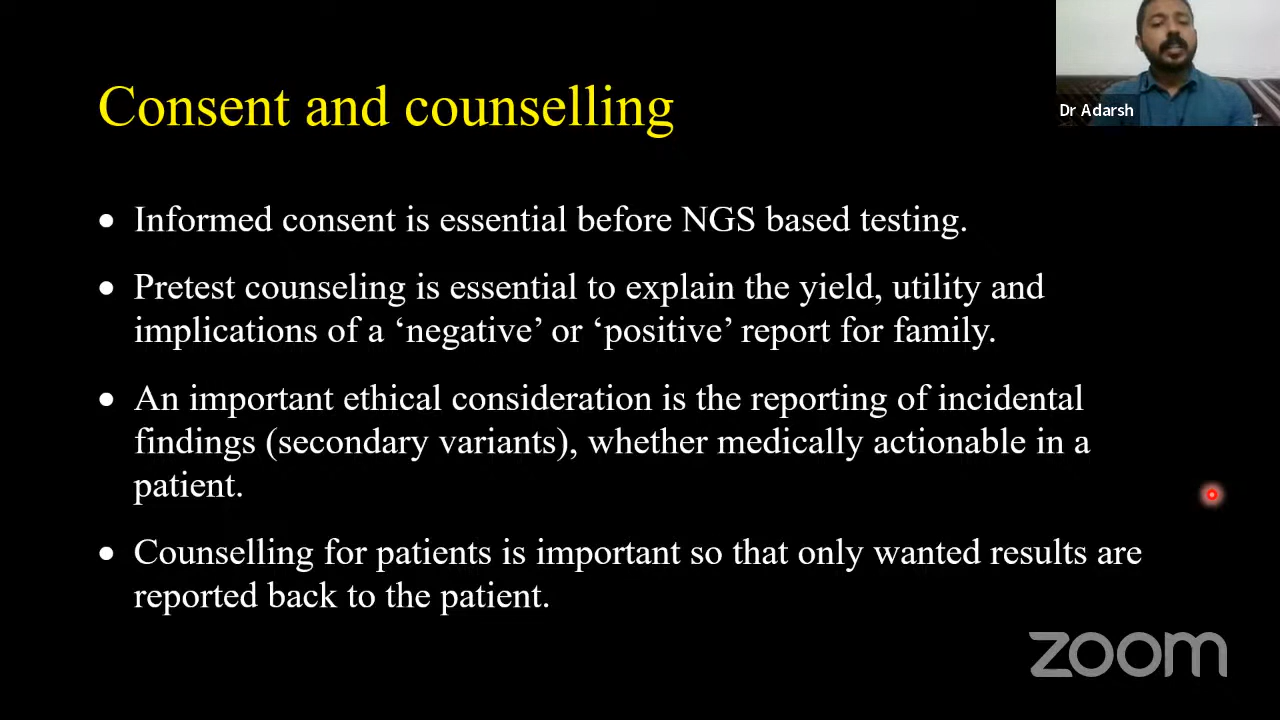 Consent and counselling
Dr Adarsh
• Informed consent is essential before NGS based testing.
• Pretest counseling is essential to explain the yield, utility and
implications of a ‘negative’ or ‘positive’ report for family.
• An important ethical consideration is the reporting of incidental
findings (secondary variants), whether medically actionable in a
patient.
• Counselling for patients is important so that only wanted results are
reported back to the patient.
zoom